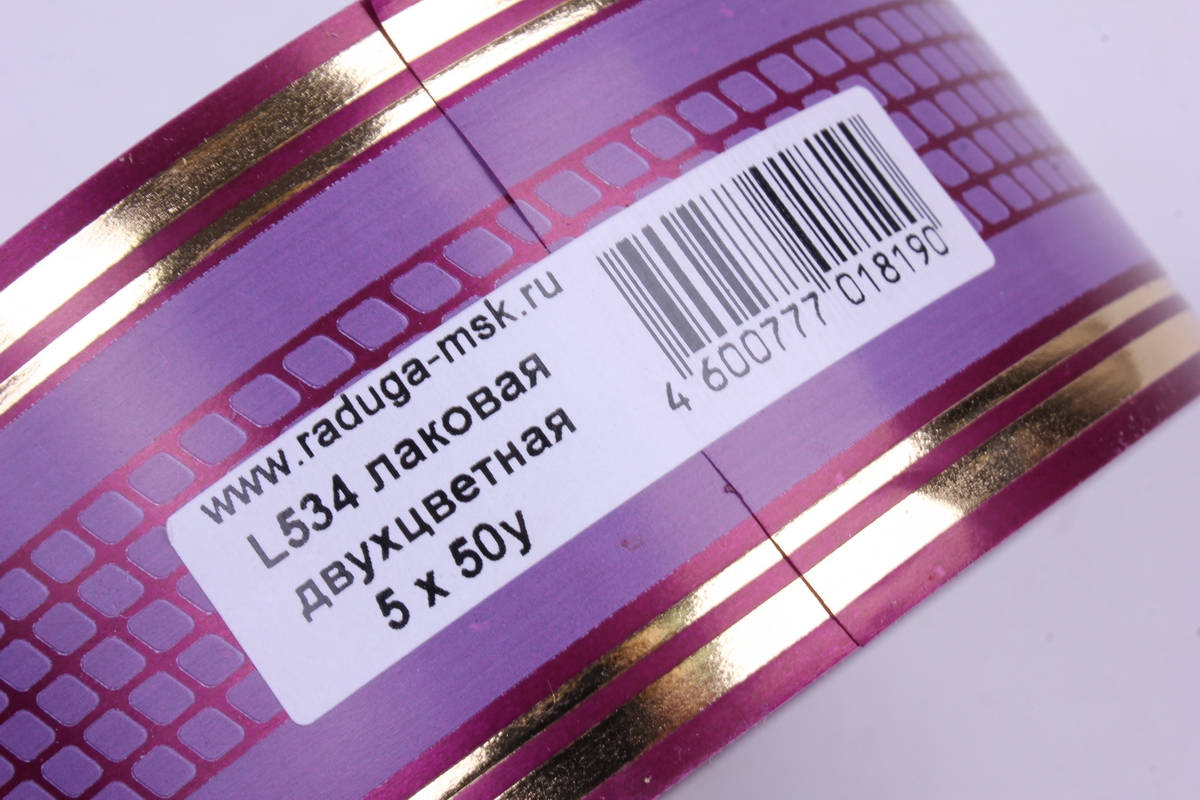 www.raduga-msk.ru
L534 лаковая
двухцветная
5 x 50y
4 600777 018190